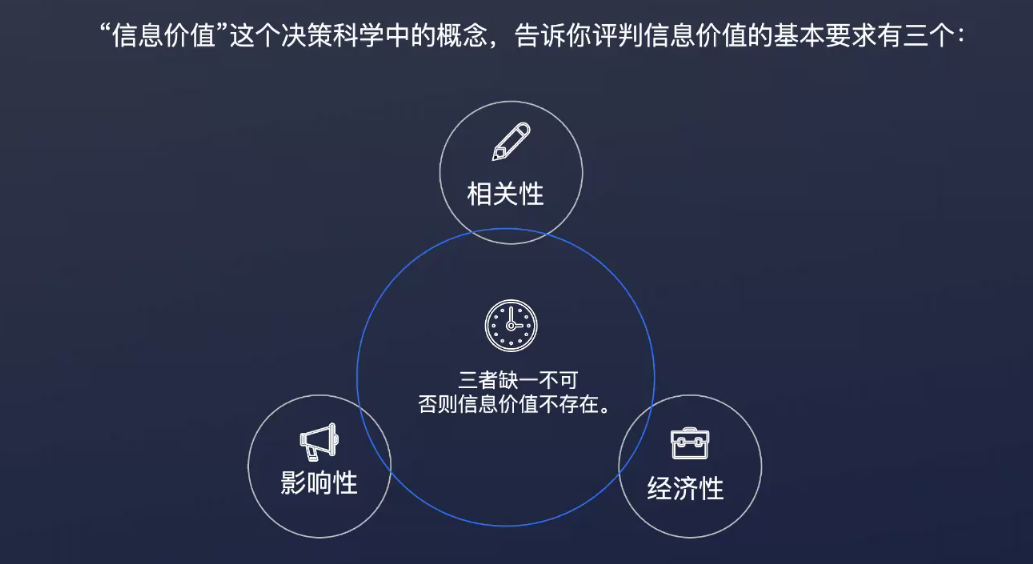 “信息价值”这个决策科学中的概念，告诉你评判信息价值的基本要求有三个：
相关性
三者缺一不可
否则信息价值不存在。
影响性
经济性